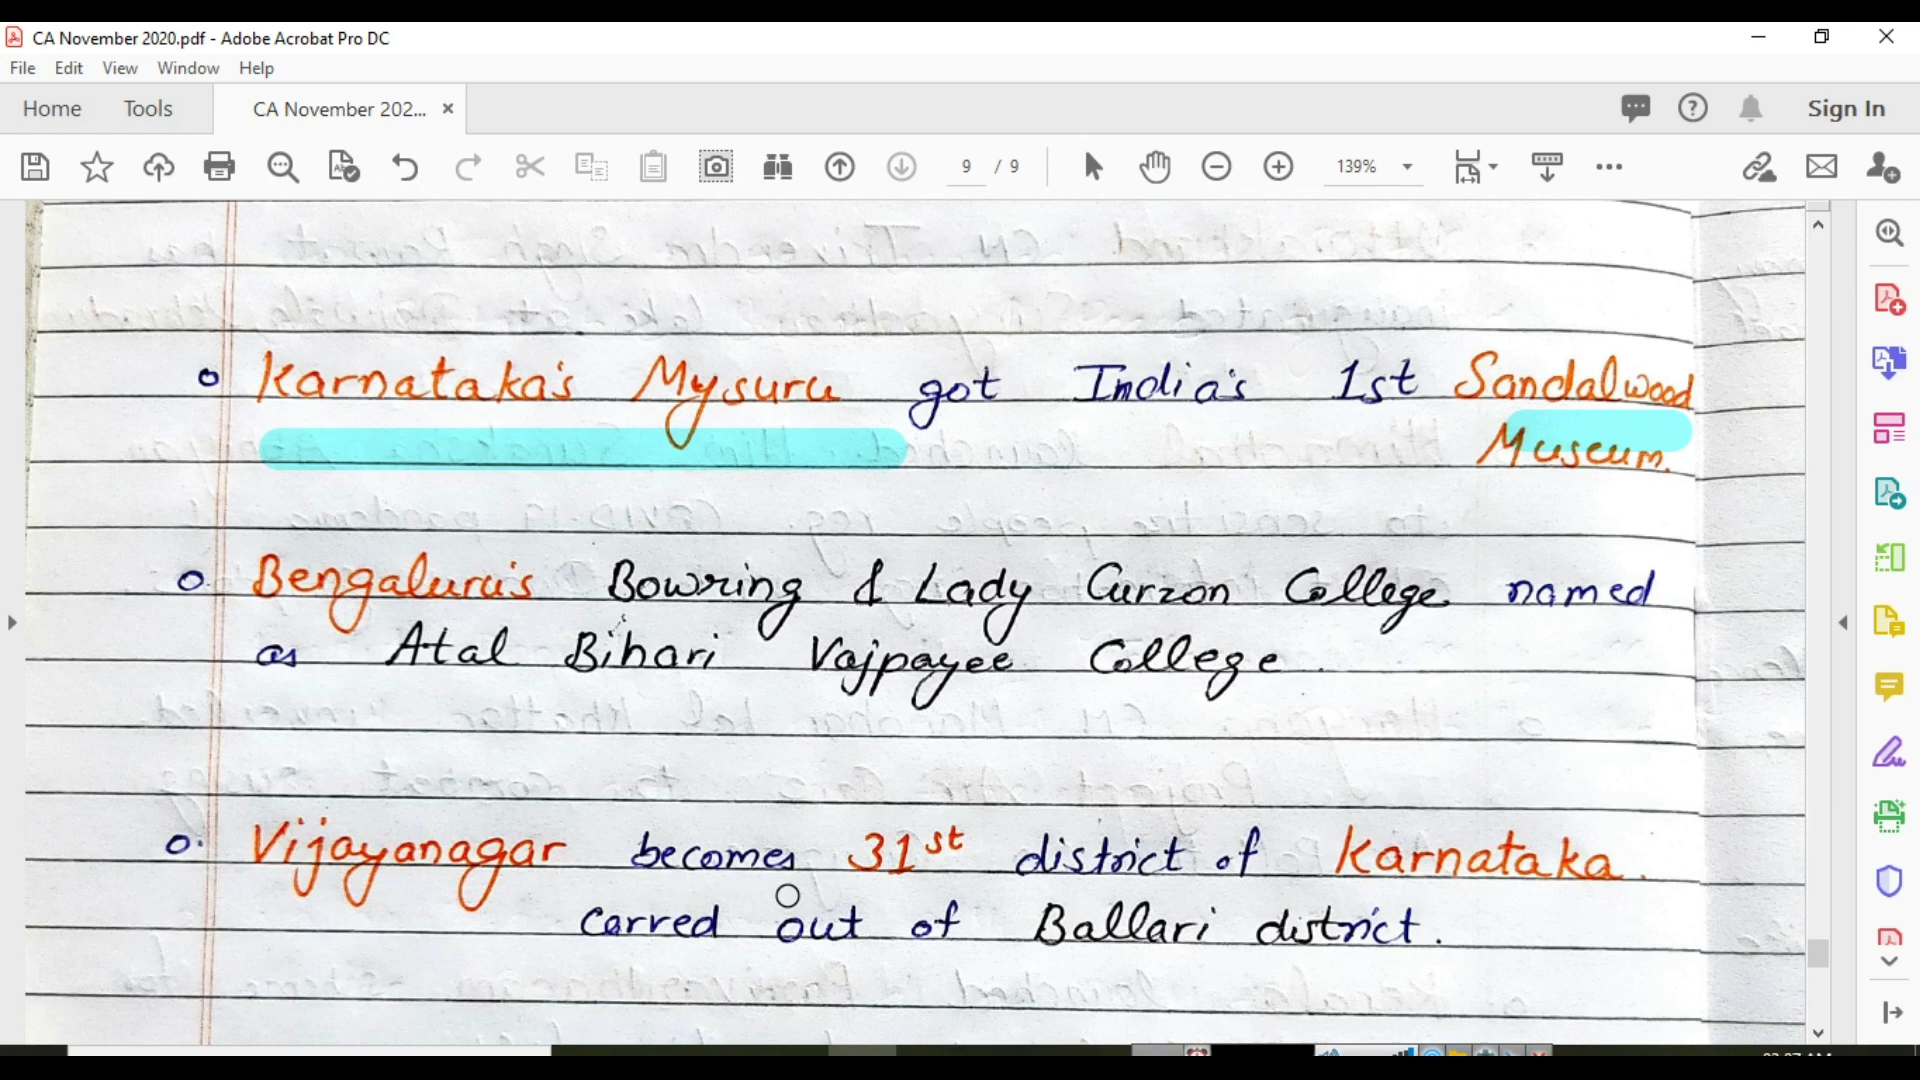 CA November 2020.pdf - Adobe Acrobat Pro DC
File Edit View Window Help
Home Tools CA November 202... × Sign In
9 / 9 139%
Karnataka's Mysuru got India's 1st Sandalwood
Museum.
Bengaluru's Bowring & Lady Curzon College named
as Atal Bihari Vajpayee College.
Vijayanagar becomes 31st district of Karnataka.
carved out of Ballari district.